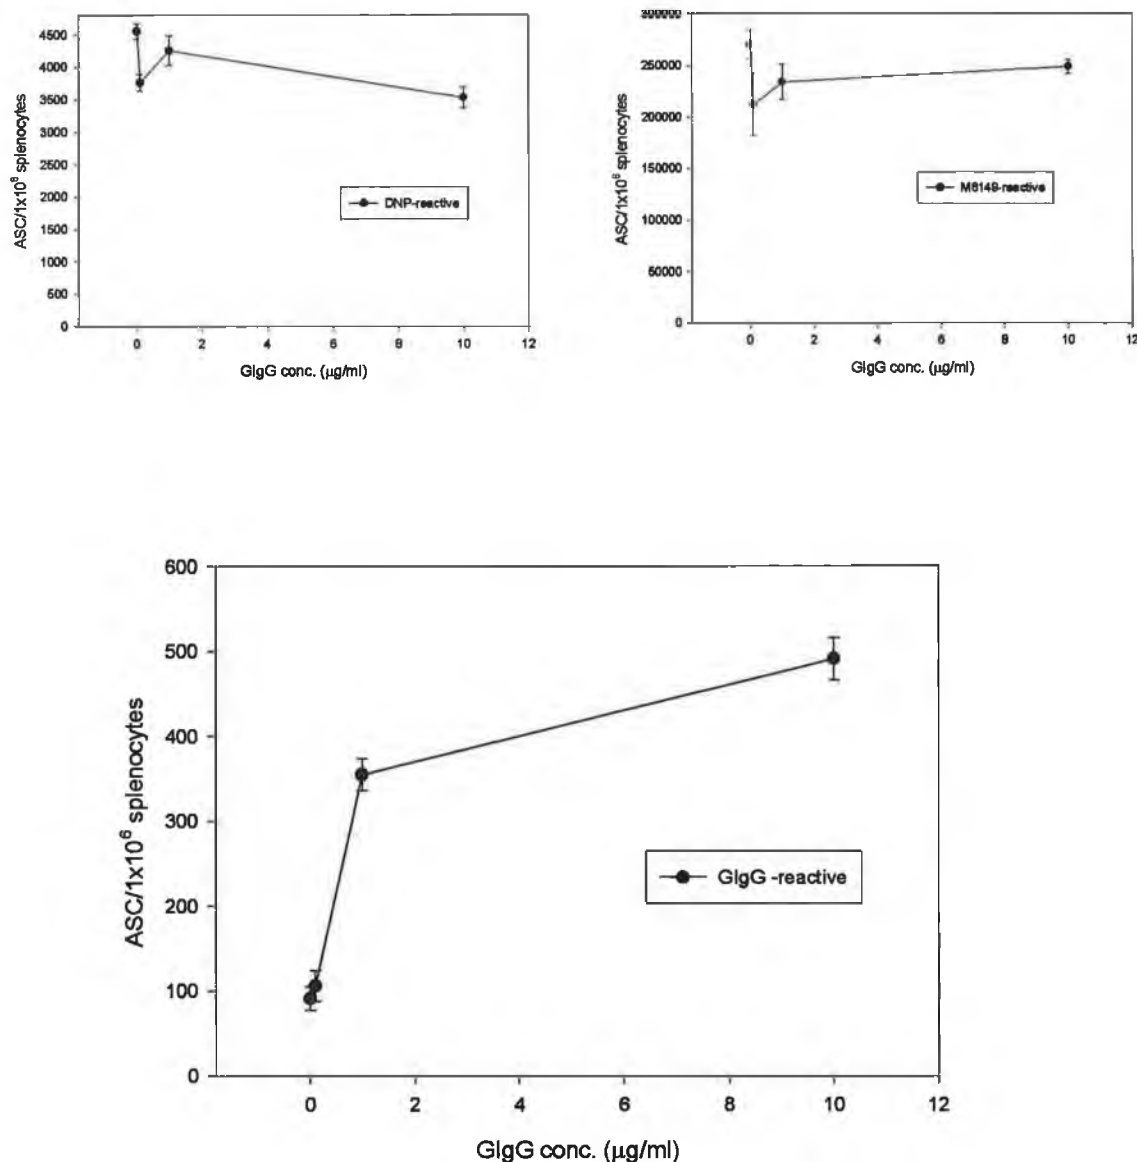 4500
4000
3500
3000
2500
2000
1500
1000
500
0
ASC/1x10⁶ splenocytes
DNP-reactive
0 2 4 6 8 10 12
GIgG conc. (μg/ml)
300000
250000
200000
150000
100000
50000
0
ASC/1x10⁶ splenocytes
M6149-reactive
0 2 4 6 8 10 12
GIgG conc. (μg/ml)
600
500
400
300
200
100
0
ASC/1x10⁶ splenocytes
GIgG -reactive
0 2 4 6 8 10 12
GIgG conc. (μg/ml)